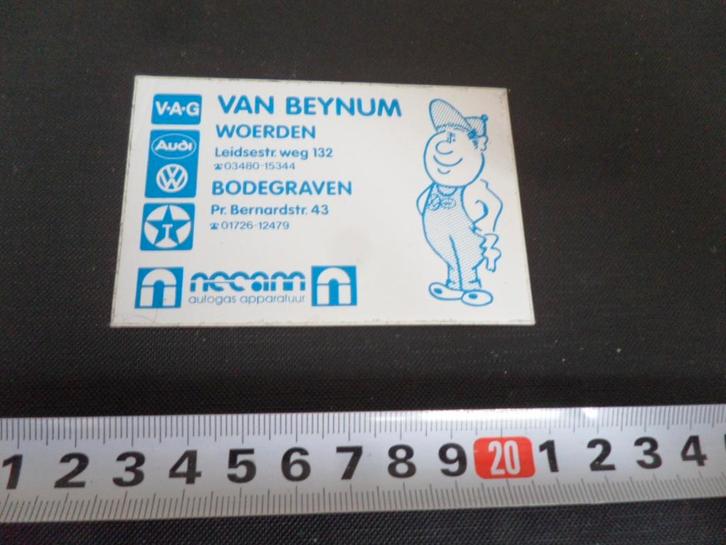 V·A·G
VAN BEYNUM
WOERDEN
Audi
Leidsestr. weg 132
☎03480-15344
BODEGRAVEN
Pr. Bernardstr. 43
T
☎01726-12479
necam
autogas apparatuur
1 2 3 4 5 6 7 8 9 20 1 2 3 4